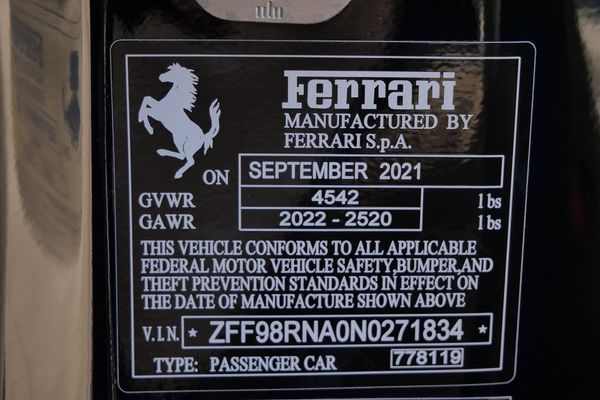 Ferrari
MANUFACTURED BY
FERRARI S.p.A.
ON SEPTEMBER 2021
GVWR 4542 lbs
GAWR 2022 - 2520 lbs
THIS VEHICLE CONFORMS TO ALL APPLICABLE
FEDERAL MOTOR VEHICLE SAFETY,BUMPER,AND
THEFT PREVENTION STANDARDS IN EFFECT ON
THE DATE OF MANUFACTURE SHOWN ABOVE
V.I.N. * ZFF98RNA0N0271834 *
TYPE: PASSENGER CAR 778119